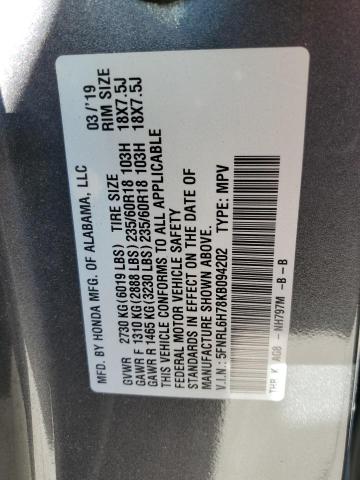 MFD. BY HONDA MFG. OF ALABAMA, LLC 03/'19
TIRE SIZE RIM SIZE
GVWR 2730 KG(6019 LBS)
GAWR F 1310 KG(2888 LBS) 235/60R18 103H 18X7.5J
GAWR R 1465 KG(3230 LBS) 235/60R18 103H 18X7.5J
THIS VEHICLE CONFORMS TO ALL APPLICABLE
FEDERAL MOTOR VEHICLE SAFETY
STANDARDS IN EFFECT ON THE DATE OF
MANUFACTURE SHOWN ABOVE.
V.I.N.:5FNRL6H78KB094202 TYPE: MPV
THR K AG8 -NH797M -B -B